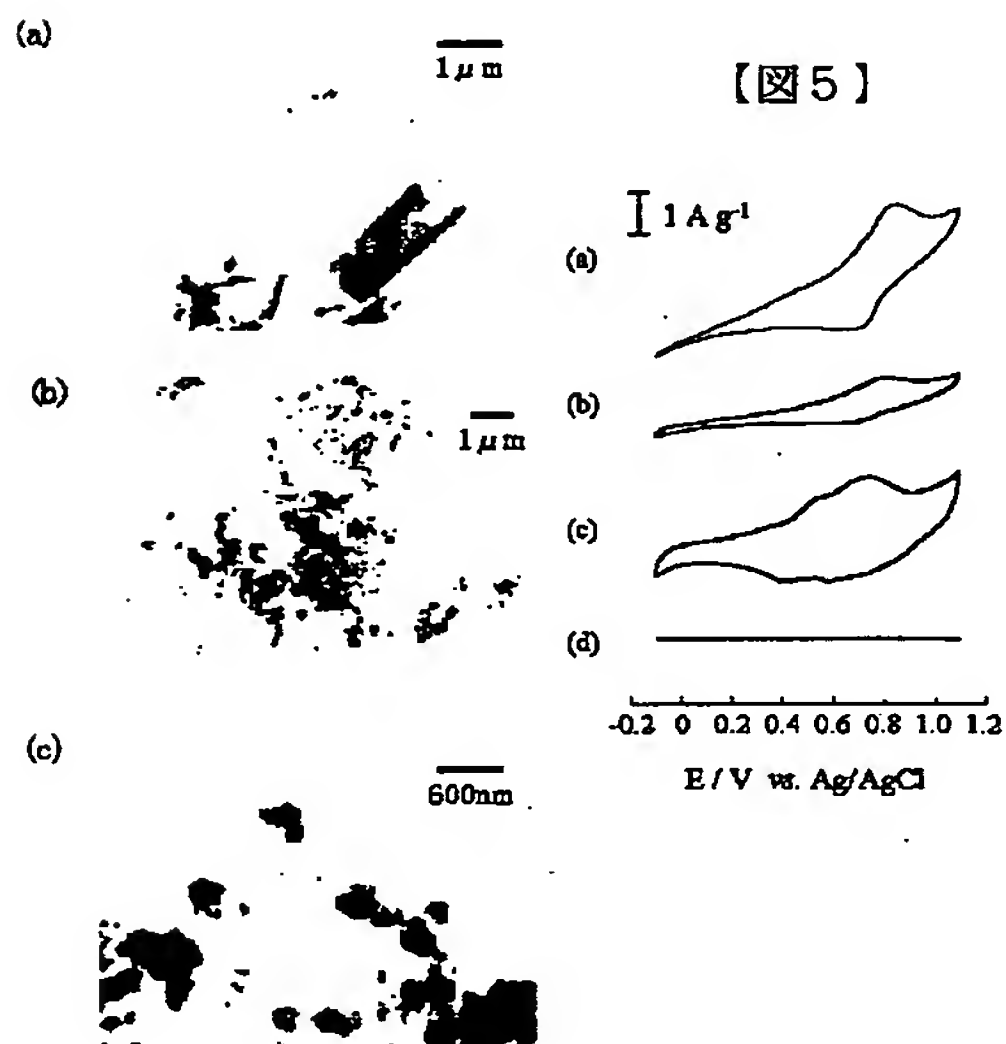 (a)
1 μm
(b)
1 μm
(c)
600nm
【図5】
1 A g-1
(a)
(b)
(c)
(d)
-0.2 0 0.2 0.4 0.6 0.8 1.0 1.2
E / V vs. Ag/AgCl